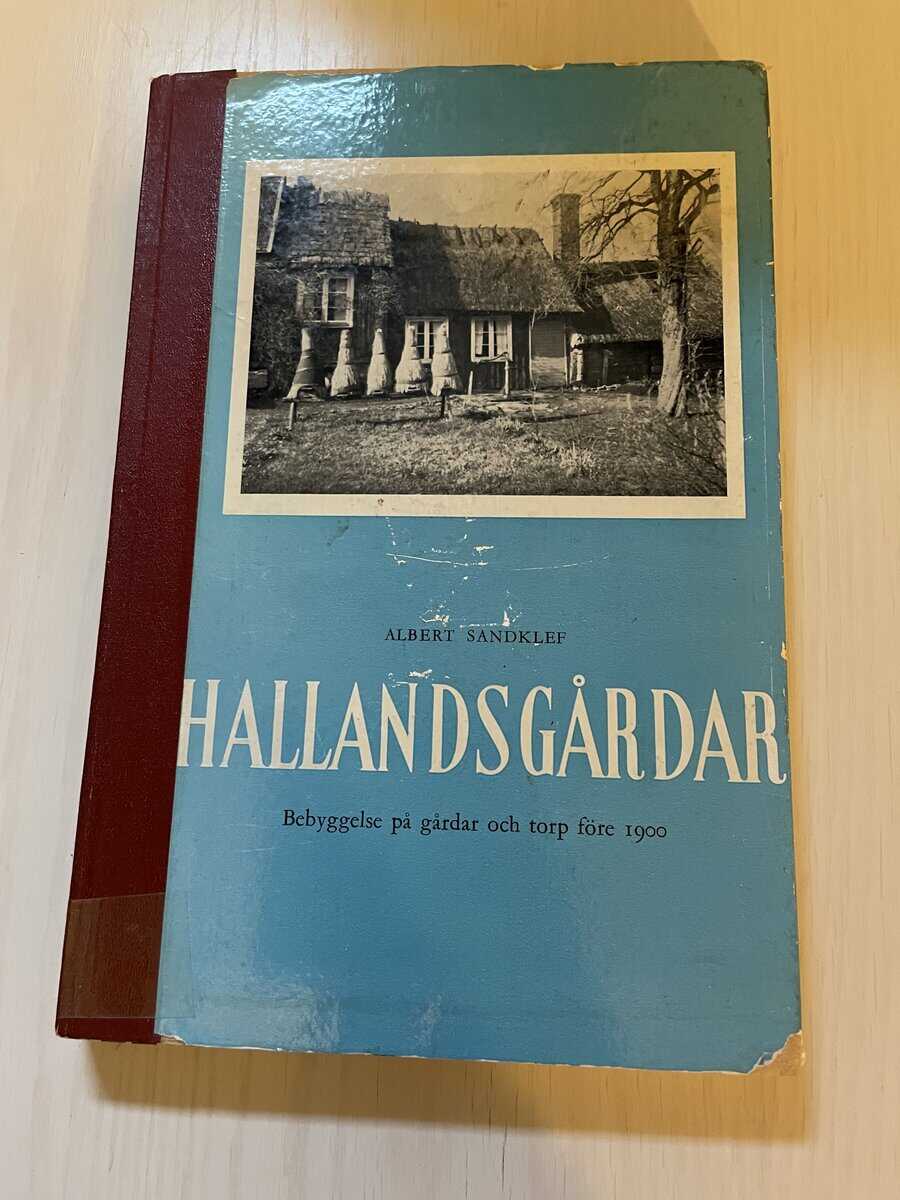 ALBERT SANDKLEF
HALLANDSGÅRDAR
Bebyggelse på gårdar och torp före 1900